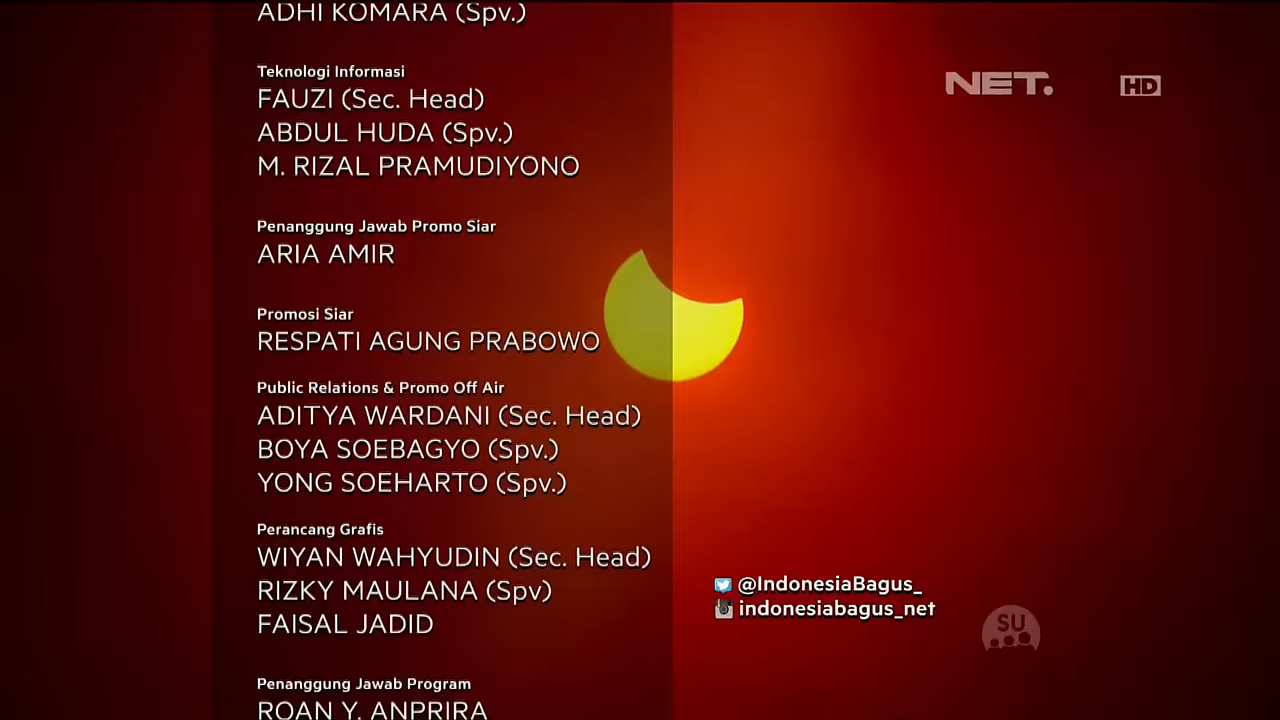 ADHI KOMARA (Spv.)
Teknologi Informasi
FAUZI (Sec. Head)
ABDUL HUDA (Spv.)
M. RIZAL PRAMUDIYONO
Penanggung Jawab Promo Siar
ARIA AMIR
Promosi Siar
RESPATI AGUNG PRABOWO
Public Relations & Promo Off Air
ADITYA WARDANI (Sec. Head)
BOYA SOEBAGYO (Spv.)
YONG SOEHARTO (Spv.)
Perancang Grafis
WIYAN WAHYUDIN (Sec. Head)
RIZKY MAULANA (Spv)
FAISAL JADID
Penanggung Jawab Program
ROAN Y. ANPRIRA
NET.
HD
@IndonesiaBagus_
indonesiabagus_net
SU